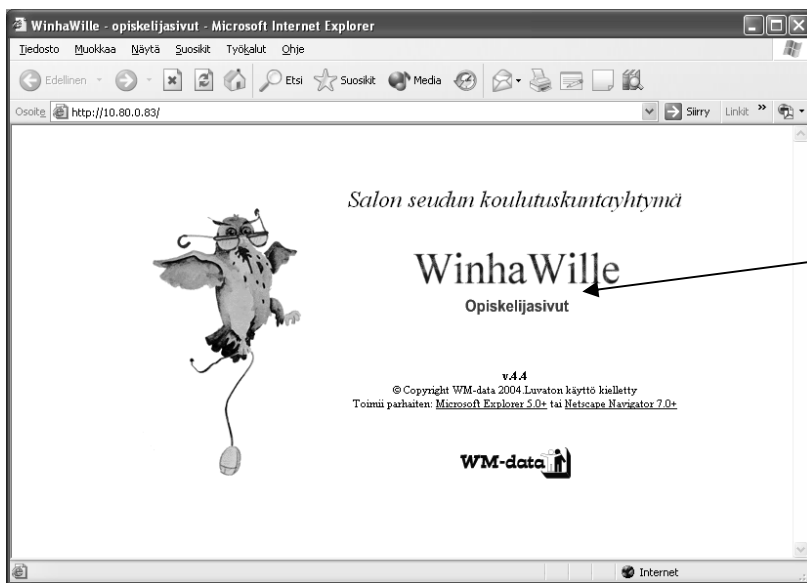 WinhaWille - opiskelijasivut - Microsoft Internet Explorer
Tiedosto Muokkaa Näytä Suosikit Työkalut Ohje
Edellinen Etsi Suosikit Media
Osoite http://10.80.0.83/ Siirry Linkit »
Salon seudun koulutuskuntayhtymä
WinhaWille
Opiskelijasivut
v.4.4
© Copyright WM-data 2004.Luvaton käyttö kielletty
Toimii parhaiten: Microsoft Explorer 5.0+ tai Netscape Navigator 7.0+
WM-data
Internet